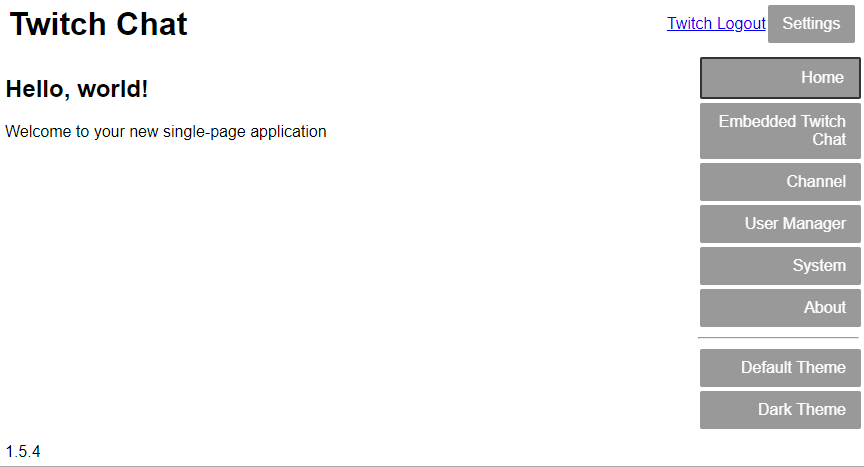 Twitch Chat
Twitch Logout
Settings
Hello, world!
Welcome to your new single-page application
Home
Embedded Twitch
Chat
Channel
User Manager
System
About
Default Theme
Dark Theme
1.5.4